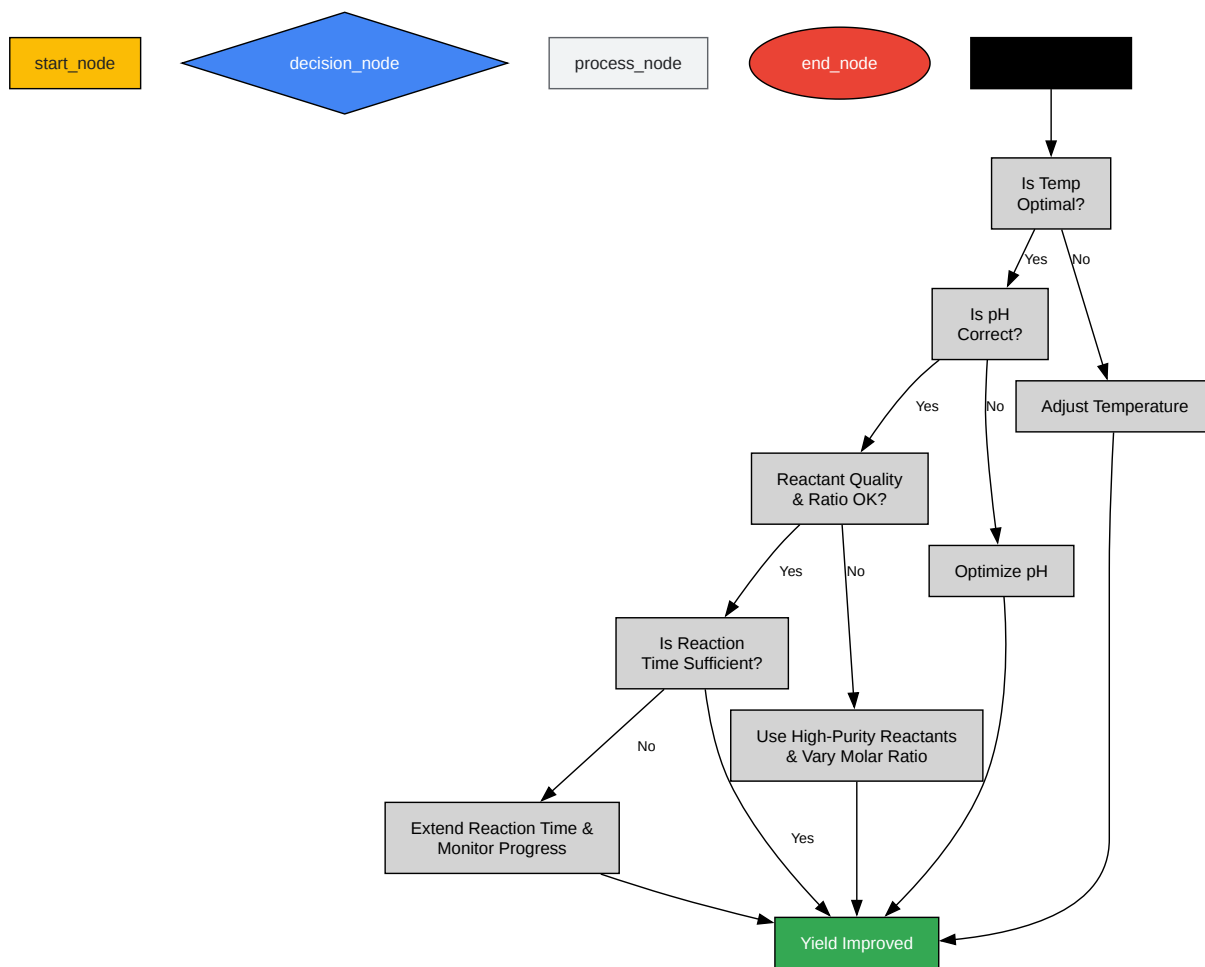 start_node
decision_node
process_node
end_node
Is Temp
Optimal?
Yes
No
Is pH
Correct?
Adjust Temperature
Yes
No
Reactant Quality
& Ratio OK?
Optimize pH
Yes
No
Is Reaction
Time Sufficient?
No
Use High-Purity Reactants
& Vary Molar Ratio
Extend Reaction Time &
Monitor Progress
Yes
Yield Improved